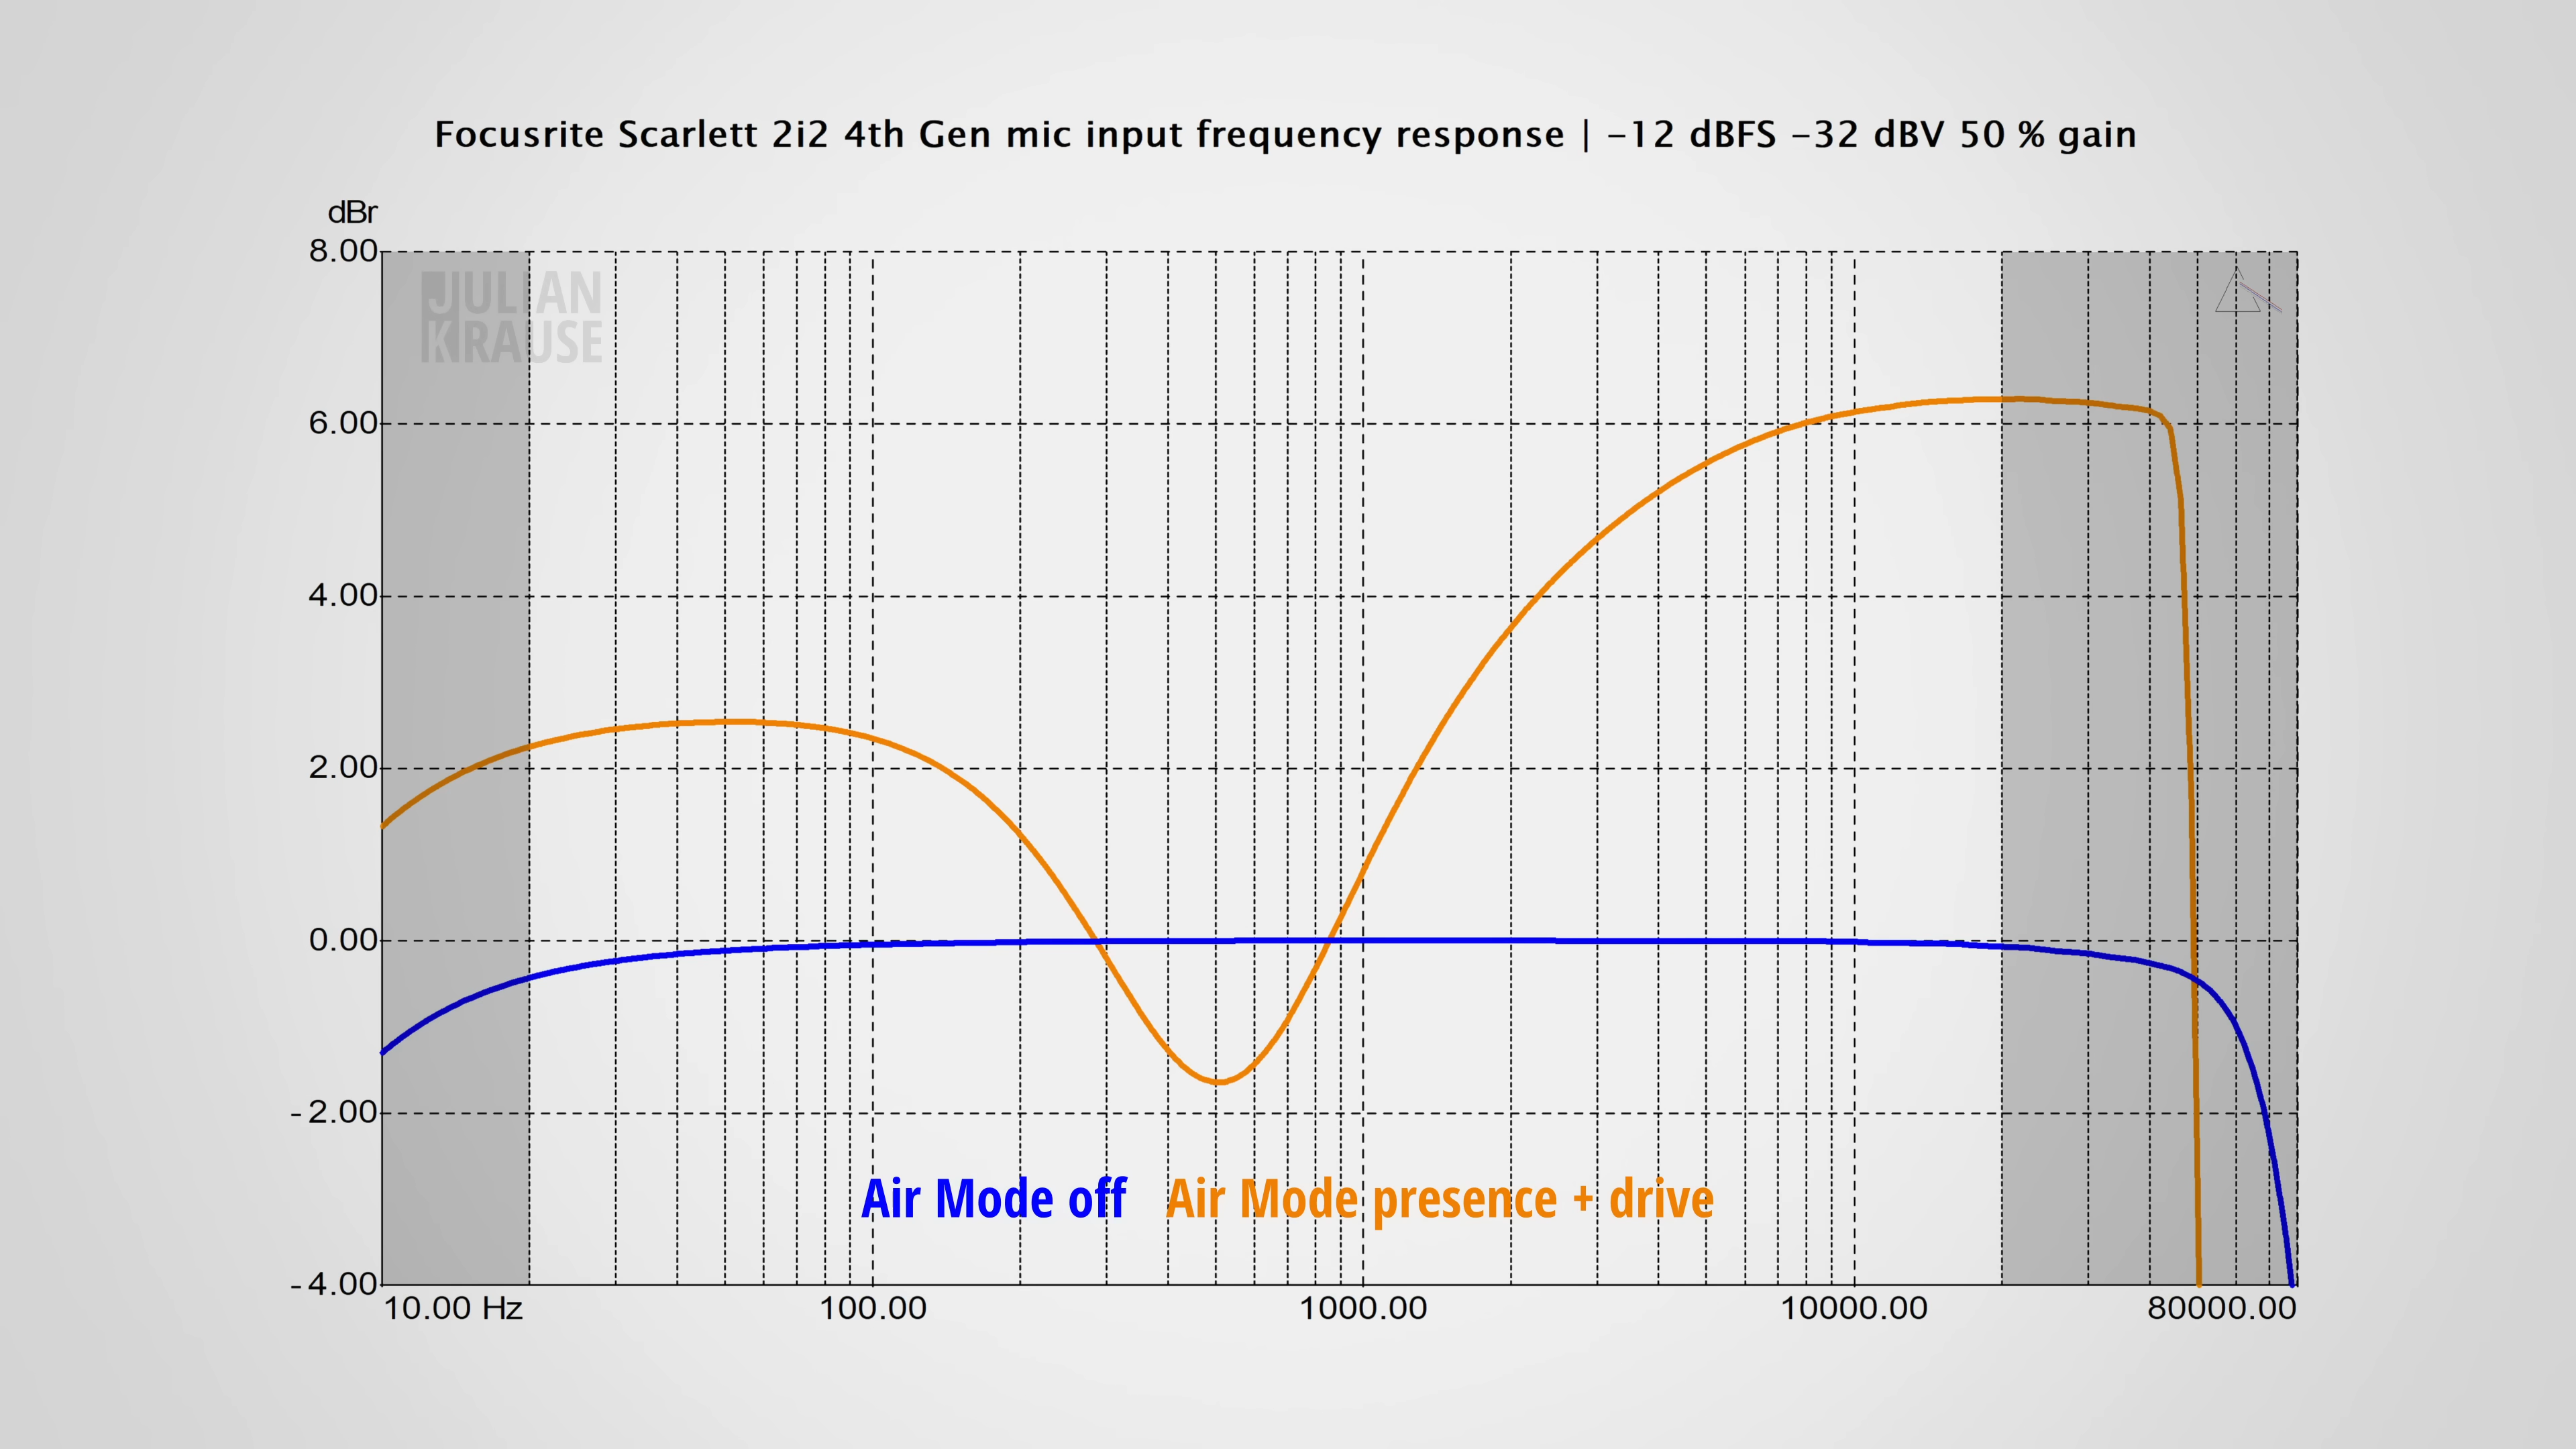 Focusrite Scarlett 2i2 4th Gen mic input frequency response | -12 dBFS -32 dBV 50 % gain
dBr
8.00
JULIAN
KRAUSE
6.00
4.00
2.00
0.00
-2.00
Air Mode off Air Mode presence + drive
-4.00
10.00 Hz 100.00 1000.00 10000.00 80000.00